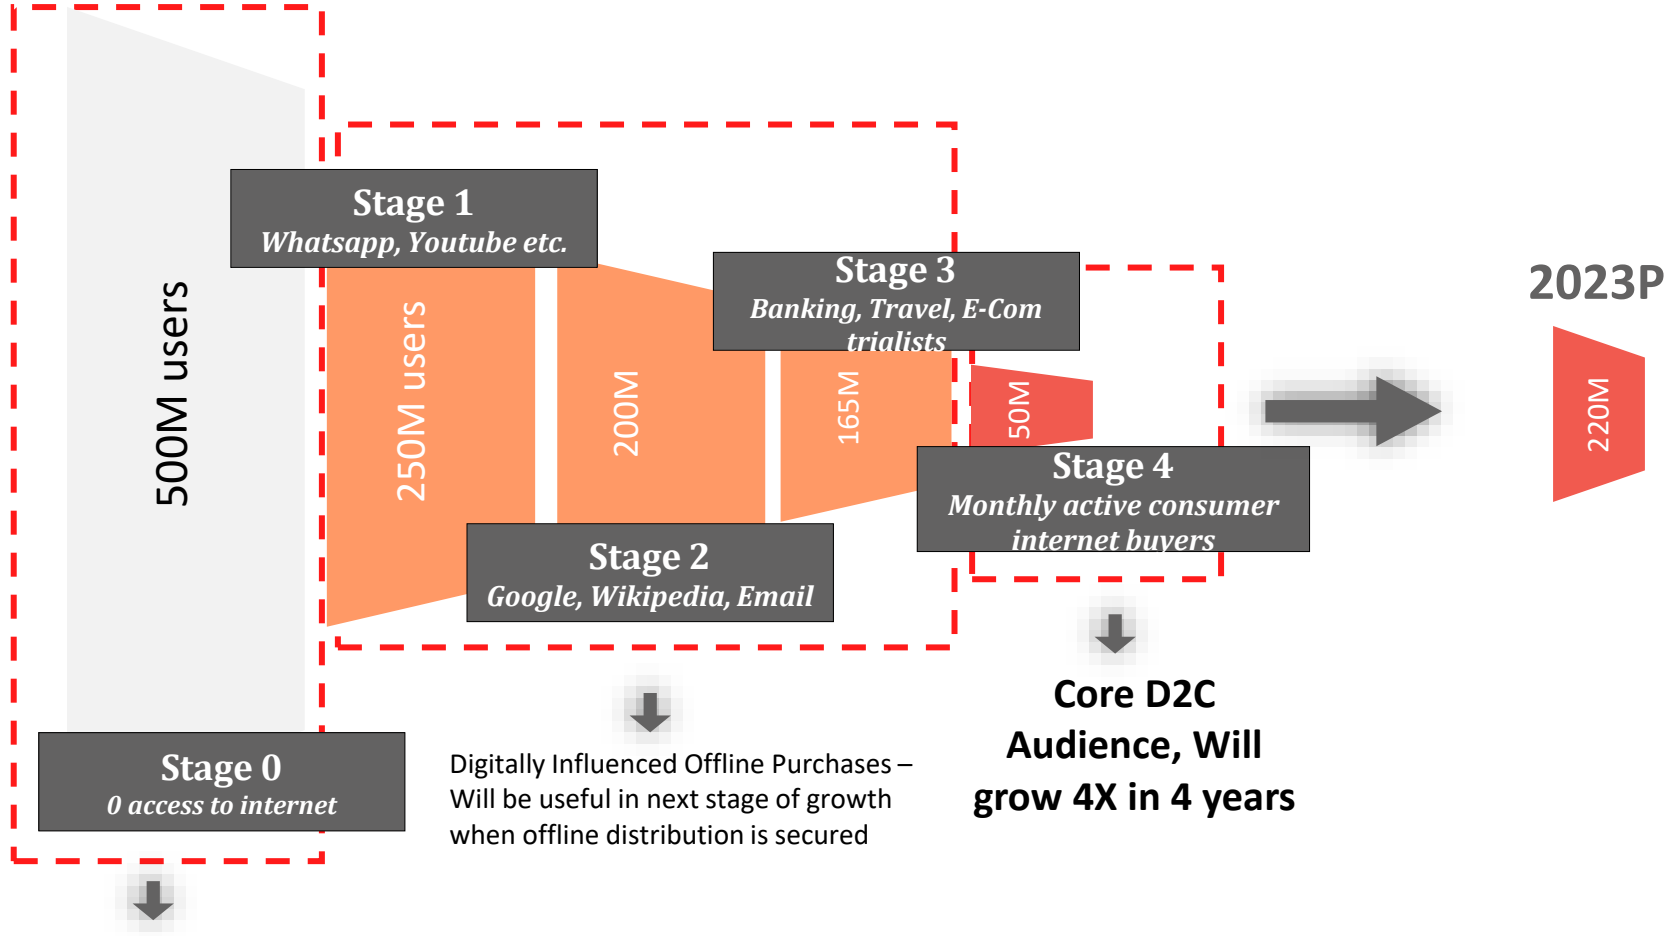 Stage 1
Whatsapp, Youtube etc.
Stage 3
Banking, Travel, E-Com
trialists
2023P
500M users
250M users
200M
165M
50M
220M
Stage 4
Monthly active consumer
internet buyers
Stage 2
Google, Wikipedia, Email
Stage 0
0 access to internet
Digitally Influenced Offline Purchases –
Will be useful in next stage of growth
when offline distribution is secured
Core D2C
Audience, Will
grow 4X in 4 years